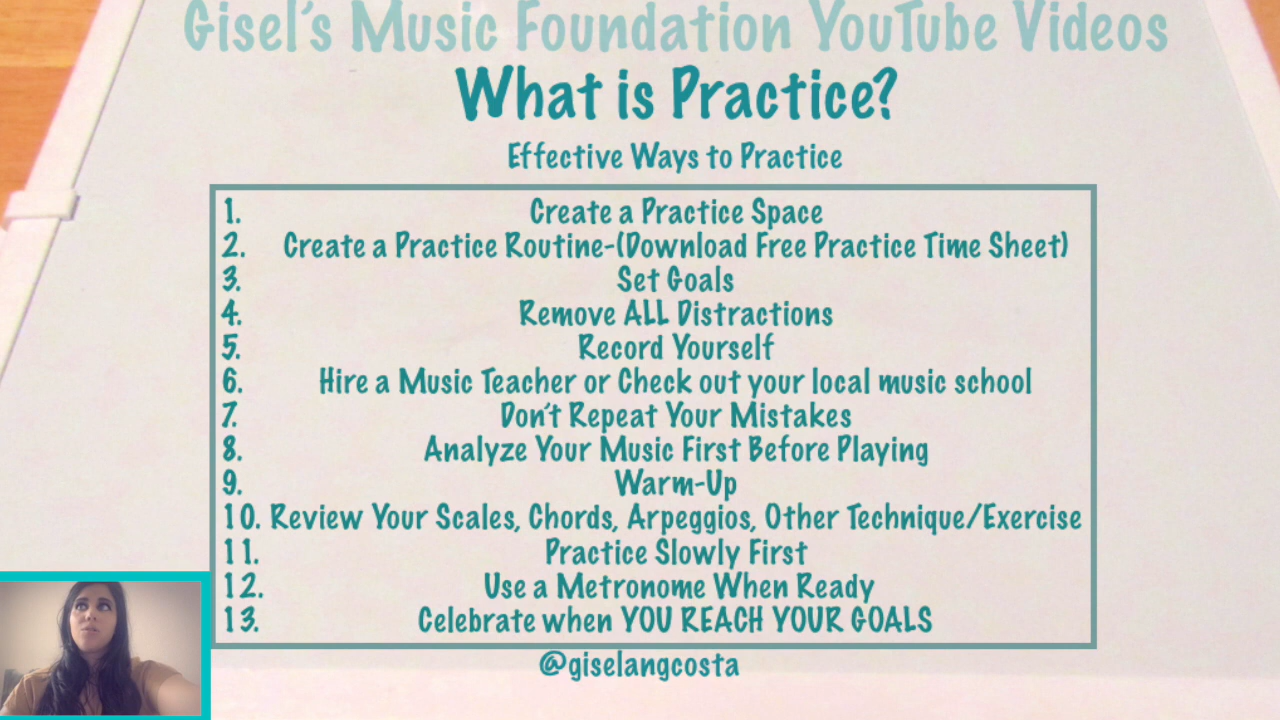 Gisel's Music Foundation YouTube Videos
What is Practice?
Effective Ways to Practice
1. Create a Practice Space
2. Create a Practice Routine-(Download Free Practice Time Sheet)
3. Set Goals
4. Remove ALL Distractions
5. Record Yourself
6. Hire a Music Teacher or Check out your local music school
7. Don't Repeat Your Mistakes
8. Analyze Your Music First Before Playing
9. Warm-Up
10. Review Your Scales, Chords, Arpeggios, Other Technique/Exercise
11. Practice Slowly First
12. Use a Metronome When Ready
13. Celebrate when YOU REACH YOUR GOALS
@giselangcosta